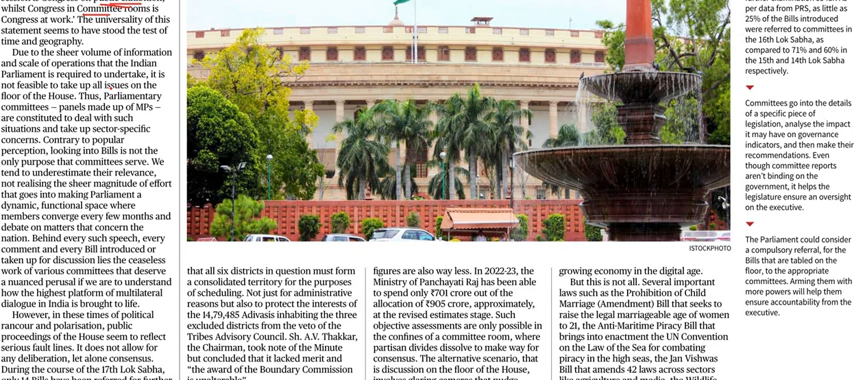 whilst Congress in Committee rooms is
Congress at work.' The universality of this
statement seems to have stood the test of
time and geography.
Due to the sheer volume of information
and scale of operations that the Indian
Parliament is required to undertake, it is
not feasible to take up all issues on the
floor of the House. Thus, Parliamentary
committees — panels made up of MPs —
are constituted to deal with such
situations and take up sector-specific
concerns. Contrary to popular
perception, looking into Bills is not the
only purpose that committees serve. We
tend to underestimate their relevance,
not realising the sheer magnitude of effort
that goes into making Parliament a
dynamic, functional space where
members converge every few months and
debate on matters that concern the
nation. Behind every such speech, every
comment and every Bill introduced or
taken up for discussion lies the ceaseless
work of various committees that deserve
a nuanced perusal if we are to understand
how the highest platform of multilateral
dialogue in India is brought to life.
However, in these times of political
rancour and polarisation, public
proceedings of the House seem to reflect
serious fault lines. It does not allow for
any deliberation, let alone consensus.
During the course of the 17th Lok Sabha,
ISTOCKPHOTO
that all six districts in question must form
a consolidated territory for the purposes
of scheduling. Not just for administrative
reasons but also to protect the interests of
the 14,79,485 Adivasis inhabiting the three
excluded districts from the veto of the
Tribes Advisory Council. Sh. A.V. Thakkar,
the Chairman, took note of the Minute
but concluded that it lacked merit and
"the award of the Boundary Commission
figures are also way less. In 2022-23, the
Ministry of Panchayati Raj has been able
to spend only ₹701 crore out of the
allocation of ₹905 crore, approximately,
at the revised estimates stage. Such
objective assessments are only possible in
the confines of a committee room, where
partisan divides dissolve to make way for
consensus. The alternative scenario, that
is discussion on the floor of the House,
growing economy in the digital age.
But this is not all. Several important
laws such as the Prohibition of Child
Marriage (Amendment) Bill that seeks to
raise the legal marriageable age of women
to 21, the Anti-Maritime Piracy Bill that
brings into enactment the UN Convention
on the Law of the Sea for combating
piracy in the high seas, the Jan Vishwas
Bill that amends 42 laws across sectors
per data from PRS, as little as
25% of the Bills introduced
were referred to committees in
the 16th Lok Sabha, as
compared to 71% and 60% in
the 15th and 14th Lok Sabha
respectively.
Committees go into the details
of a specific piece of
legislation, analyse the impact
it may have on governance
indicators, and then make their
recommendations. Even
though committee reports
aren't binding on the
government, it helps the
legislature ensure an oversight
on the executive.
The Parliament could consider
a compulsory referral, for the
Bills that are tabled on the
floor, to the appropriate
committees. Arming them with
more powers will help them
ensure accountability from the
executive.